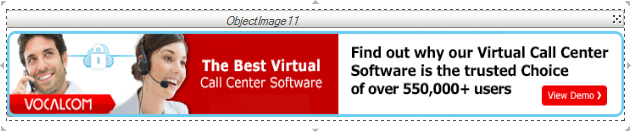 ObjectImage11
The Best Virtual
Call Center Software
VOCALCOM
Find out why our Virtual Call Center
Software is the trusted Choice
of over 550,000+ users
View Demo